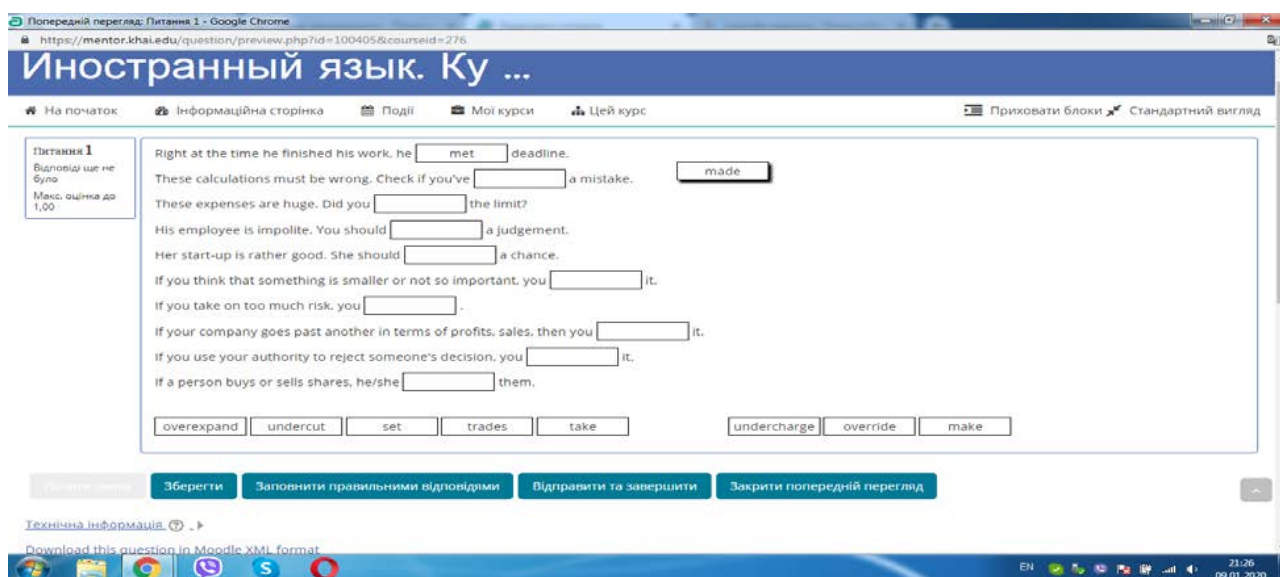 Попередній перегляд: Питання 1 - Google Chrome
https://mentor.khai.edu/question/preview.php?id=100405&courseid=276
Иностранный язык. Ку ...
На початок Інформаційна сторінка Події Мої курси Цей курс Приховати блоки Стандартний вигляд
Питання 1
Відповіді ще не було
Макс. оцінка до 1,00
Right at the time he finished his work, he met deadline.
made
These calculations must be wrong. Check if you've a mistake.
These expenses are huge. Did you the limit?
His employee is impolite. You should a judgement.
Her start-up is rather good. She should a chance.
If you think that something is smaller or not so important, you it.
If you take on too much risk, you .
If your company goes past another in terms of profits, sales, then you it.
If you use your authority to reject someone's decision, you it.
If a person buys or sells shares, he/she them.
overexpand undercut set trades take undercharge override make
Зберегти Заповнити правильними відповідями Відправити та завершити Закрити попередній перегляд
Технічна інформація
Download this question in Moodle XML format
EN 21:26
09.01.2020